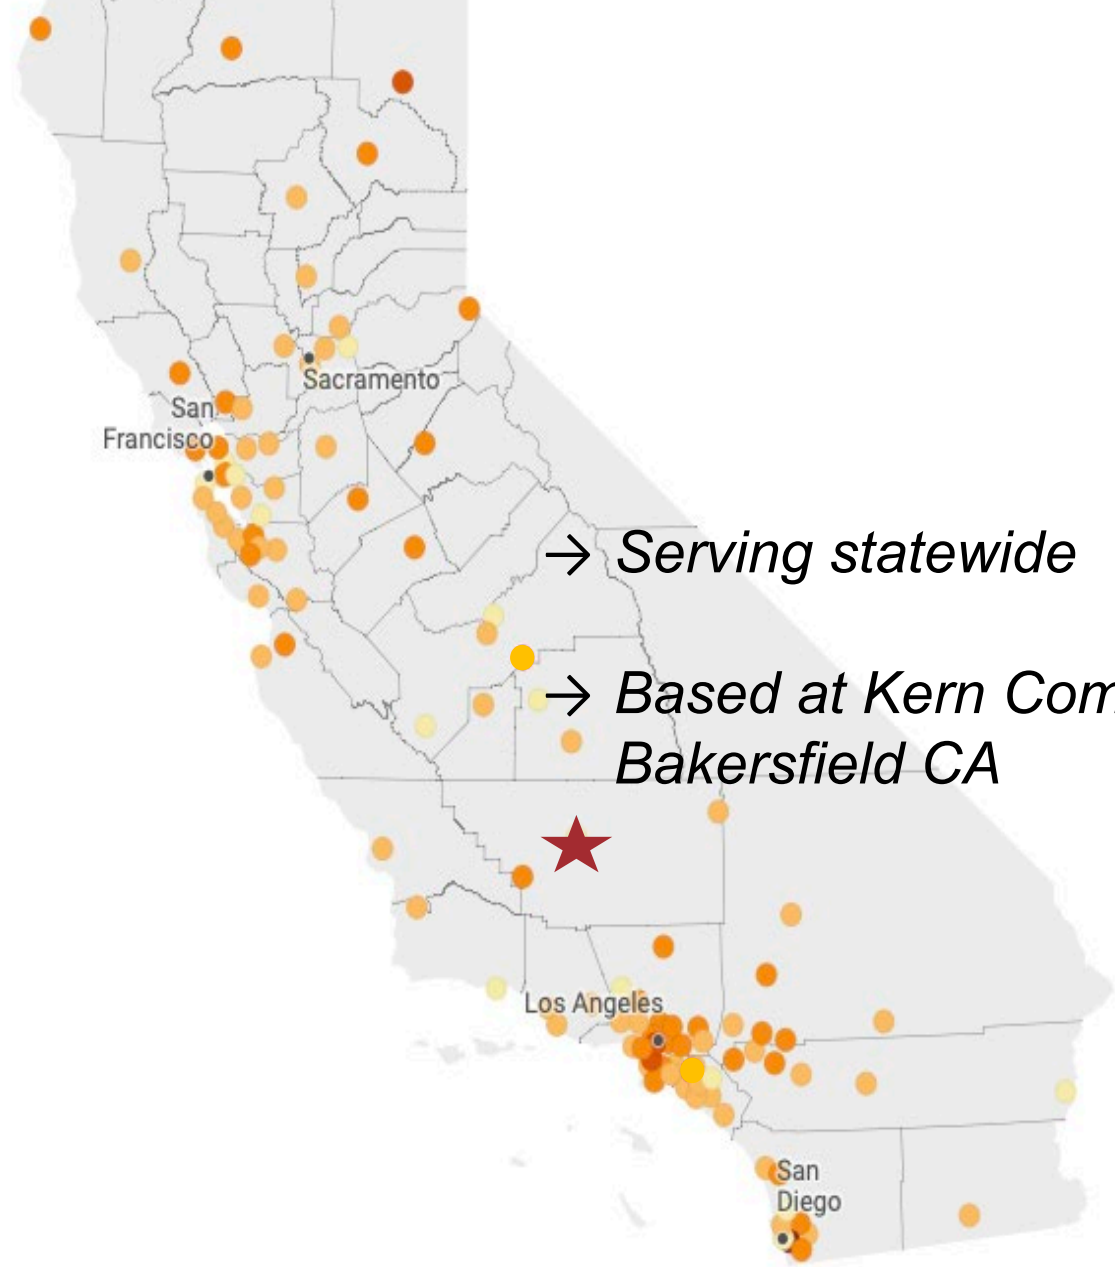 Sacramento
San
Francisco
→ Serving statewide
→ Based at Kern Com
Bakersfield CA
Los Angeles
San
Diego